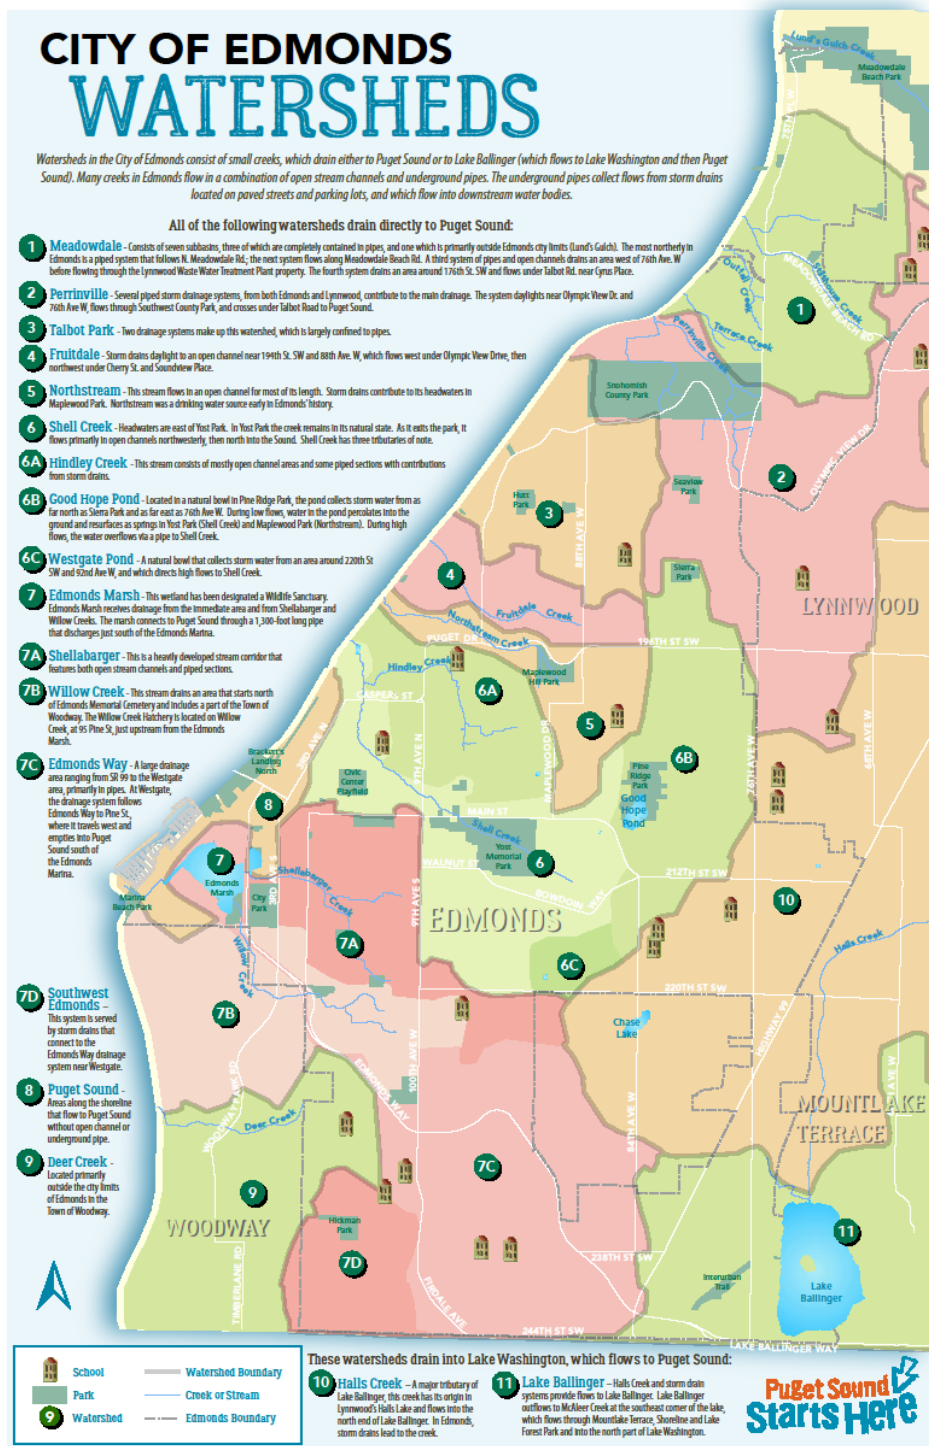 CITY OF EDMONDS
WATERSHEDS
Watersheds in the City of Edmonds consist of small creeks, which drain either to Puget Sound or to Lake Ballinger (which flows to Lake Washington and then Puget
Sound). Many creeks in Edmonds flow in a combination of open stream channels and underground pipes. The underground pipes collect flows from storm drains
located on paved streets and parking lots, and which flow into downstream water bodies.
All of the following watersheds drain directly to Puget Sound:
1 Meadowdale - Consists of seven subbasins, three of which are completely contained in pipes, and one which is primarily outside Edmonds city limits (Lund's Gulch). The most northerly in
Edmonds is a piped system that follows N. Meadowdale Rd.; the next system flows along Meadowdale Beach Rd. A third system of pipes and open channels drains an area west of 76th Ave. W
before flowing through the Lynnwood Waste Water Treatment Plant property. The fourth system drains an area around 176th St. SW and flows under Talbot Rd. near Cyrus Place.
2 Perrinville - Several piped storm drainage systems, from both Edmonds and Lynnwood, contribute to the main drainage. The system daylights near Olympic View Dr. and
76th Ave W, flows through Southwest County Park, and crosses under Talbot Road to Puget Sound.
3 Talbot Park - Two drainage systems make up this watershed, which is largely confined to pipes.
4 Fruitdale - Storm drains daylight to an open channel near 194th St. SW and 88th Ave. W, which flows west under Olympic View Drive, then
northwest under Cherry St. and Soundview Place.
5 Northstream - This stream flows in an open channel for most of its length. Storm drains contribute to its headwaters in
Maplewood Park. Northstream was a drinking water source early in Edmonds' history.
6 Shell Creek - Headwaters are east of Yost Park. In Yost Park the creek remains in its natural state. As it exits the park, it
flows primarily in open channels northwesterly, then north into the Sound. Shell Creek has three tributaries of note.
6A Hindley Creek - This stream consists of mostly open channel areas and some piped sections with contributions
from storm drains.
6B Good Hope Pond - Located in a natural bowl in Pine Ridge Park, the pond collects storm water from as
far north as Sierra Park and as far east as 76th Ave W. During low flows, water in the pond percolates into the
ground and resurfaces as springs in Yost Park (Shell Creek) and Maplewood Park (Northstream). During high
flows, the water overflows via a pipe to Shell Creek.
6C Westgate Pond - A natural bowl that collects storm water from an area around 220th St
SW and 92nd Ave W, and which directs high flows to Shell Creek.
7 Edmonds Marsh - This wetland has been designated a Wildlife Sanctuary.
Edmonds Marsh receives drainage from the immediate area and from Shellabarger and
Willow Creeks. The marsh connects to Puget Sound through a 1,300-foot long pipe
that discharges just south of the Edmonds Marina.
7A Shellabarger - This is a heavily developed stream corridor that
features both open stream channels and piped sections.
7B Willow Creek - This stream drains an area that starts north
of Edmonds Memorial Cemetery and includes a part of the Town of
Woodway. The Willow Creek Hatchery is located on Willow
Creek, at 95 Pine St, just upstream from the Edmonds
Marsh.
7C Edmonds Way - A large drainage
area ranging from SR 99 to the Westgate
area, primarily in pipes. At Westgate,
the drainage system follows
Edmonds Way to Pine St.,
where it travels west and
empties into Puget
Sound south of
the Edmonds
Marina.
7D Southwest
Edmonds –
This system is served
by storm drains that
connect to the
Edmonds Way drainage
system near Westgate.
8 Puget Sound -
Areas along the shoreline
that flow to Puget Sound
without open channel or
underground pipe.
9 Deer Creek -
Located primarily
outside the city limits
of Edmonds in the
Town of Woodway.
Lund's Gulch Creek
Meadowdale
Beach Park
75TH PL W
Outfall Creek
MEADOWDALE BEACH RD
1
Perrinville Creek
Terrace Creek
Snohomish
County Park
OLYMPIC VIEW DR
2
Seaview
Park
Hutt
Park
3
88TH AVE W
Sierra
Park
4
LYNNWOOD
Fruitdale Creek
Northstream Creek
PUGET DR
196TH ST SW
Hindley Creek
Maplewood
Hill Park
6A
CASPERS ST
5
3RD AVE N
9TH AVE N
MAPLEWOOD DR
76TH AVE W
68TH AVE W
6B
Brackett's
Landing
North
Civic
Center
Playfield
Pine
Ridge
Park
Good
Hope
Pond
8
MAIN ST
Shell Creek
Yost
Memorial
Park
6
7
Edmonds
Marsh
Shellabarger Creek
WALNUT ST
BOWDOIN WAY
212TH ST SW
Marina
Beach Park
City
Park
3RD AVE S
9TH AVE S
EDMONDS
10
7A
Halls Creek
Willow Creek
6C
220TH ST SW
7B
Chase
Lake
HIGHWAY 99
WOODWAY PARK RD
EDMONDS WAY
100TH AVE W
84TH AVE W
AVE W
MOUNTLAKE
TERRACE
Deer Creek
7C
9
WOODWAY
Hickman
Park
11
7D
238TH ST SW
TIMBERLANE RD
FIRDALE AVE
Interurban
Trail
Lake
Ballinger
244TH ST SW
LAKE BALLINGER WAY
School
Park
9 Watershed
Watershed Boundary
Creek or Stream
Edmonds Boundary
These watersheds drain into Lake Washington, which flows to Puget Sound:
10 Halls Creek – A major tributary of
Lake Ballinger, this creek has its origin in
Lynnwood's Halls Lake and flows into the
north end of Lake Ballinger. In Edmonds,
storm drains lead to the creek.
11 Lake Ballinger – Halls Creek and storm drain
systems provide flows to Lake Ballinger. Lake Ballinger
outflows to McAleer Creek at the southeast corner of the lake,
which flows through Mountlake Terrace, Shoreline and Lake
Forest Park and into the north part of Lake Washington.
Puget Sound
Starts Here